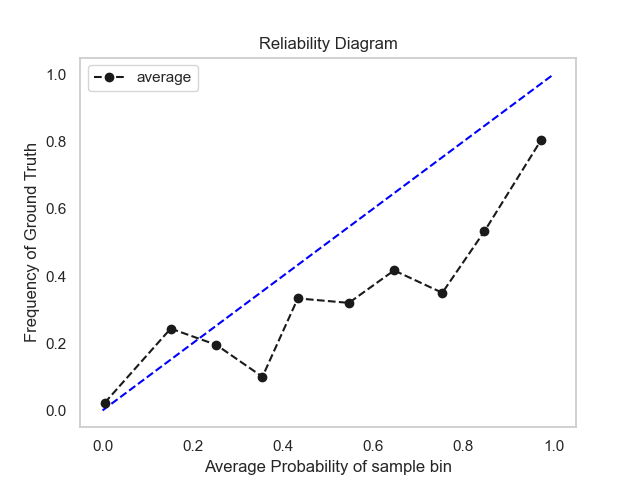 Reliability Diagram
average
Frequency of Ground Truth
1.0
0.8
0.6
0.4
0.2
0.0
0.0 0.2 0.4 0.6 0.8 1.0
Average Probability of sample bin